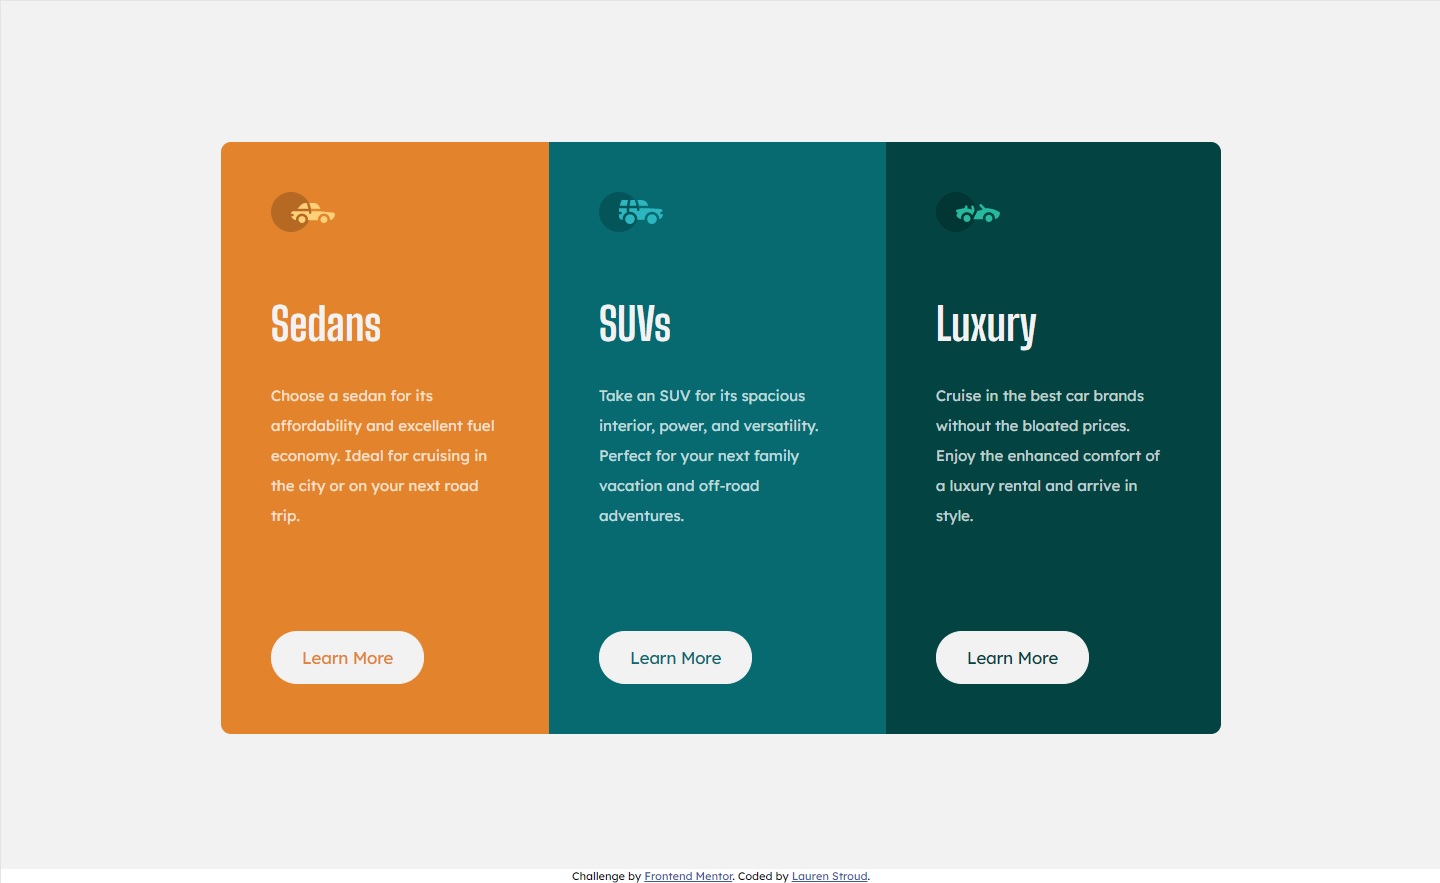 Sedans
Choose a sedan for its
affordability and excellent fuel
economy. Ideal for cruising in
the city or on your next road
trip.
Learn More
SUVs
Take an SUV for its spacious
interior, power, and versatility.
Perfect for your next family
vacation and off-road
adventures.
Learn More
Luxury
Cruise in the best car brands
without the bloated prices.
Enjoy the enhanced comfort of
a luxury rental and arrive in
style.
Learn More
Challenge by Frontend Mentor. Coded by Lauren Stroud.